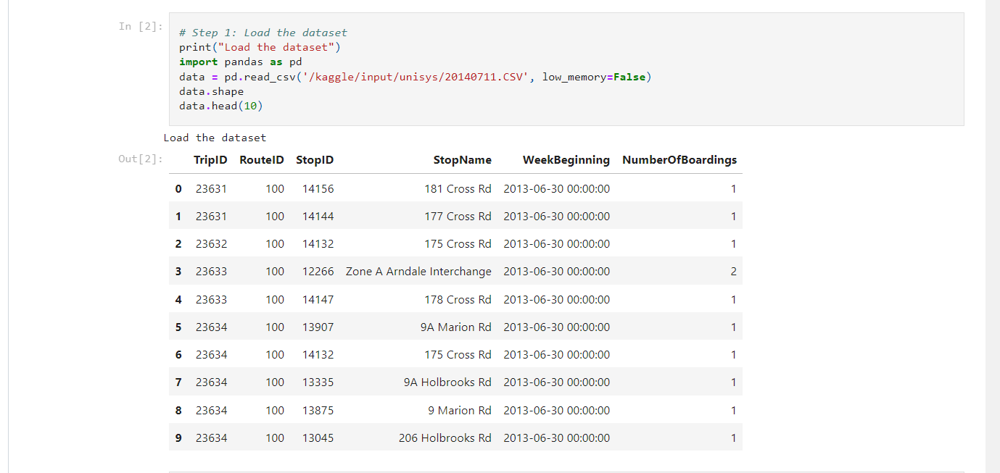 In [2]:
# Step 1: Load the dataset
print("Load the dataset")
import pandas as pd
data = pd.read_csv('/kaggle/input/unisys/20140711.CSV', low_memory=False)
data.shape
data.head(10)
Load the dataset
Out[2]:
TripID RouteID StopID StopName WeekBeginning NumberOfBoardings
0 23631 100 14156 181 Cross Rd 2013-06-30 00:00:00 1
1 23631 100 14144 177 Cross Rd 2013-06-30 00:00:00 1
2 23632 100 14132 175 Cross Rd 2013-06-30 00:00:00 1
3 23633 100 12266 Zone A Arndale Interchange 2013-06-30 00:00:00 2
4 23633 100 14147 178 Cross Rd 2013-06-30 00:00:00 1
5 23634 100 13907 9A Marion Rd 2013-06-30 00:00:00 1
6 23634 100 14132 175 Cross Rd 2013-06-30 00:00:00 1
7 23634 100 13335 9A Holbrooks Rd 2013-06-30 00:00:00 1
8 23634 100 13875 9 Marion Rd 2013-06-30 00:00:00 1
9 23634 100 13045 206 Holbrooks Rd 2013-06-30 00:00:00 1